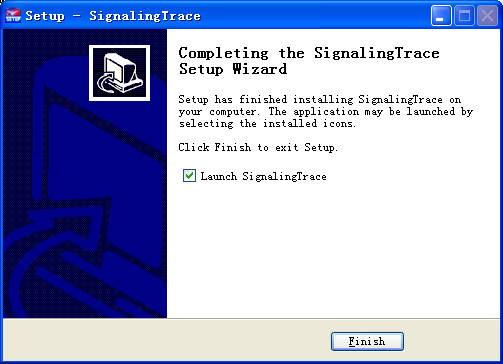 SETUP
Setup - SignalingTrace
Completing the SignalingTrace
Setup Wizard
Setup has finished installing SignalingTrace on
your computer. The application may be launched by
selecting the installed icons.
Click Finish to exit Setup.
Launch SignalingTrace
Finish